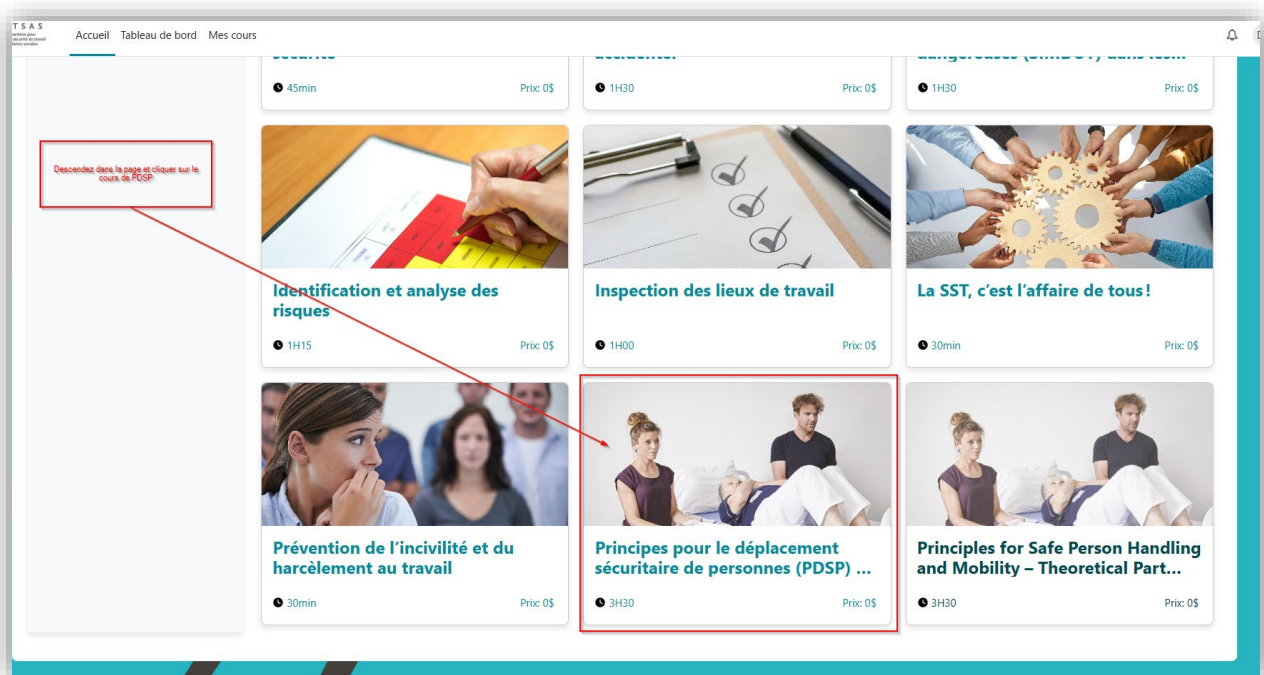 T S A S
Accueil Tableau de bord Mes cours
45min Prix: 0$
1H30 Prix: 0$
1H30 Prix: 0$
Descendez dans la page et cliquer sur le
cours de PDSP
Identification et analyse des
risques
1H15 Prix: 0$
Inspection des lieux de travail
1H00 Prix: 0$
La SST, c’est l’affaire de tous !
30min Prix: 0$
Prévention de l’incivilité et du
harcèlement au travail
30min Prix: 0$
Principes pour le déplacement
sécuritaire de personnes (PDSP) ...
3H30 Prix: 0$
Principles for Safe Person Handling
and Mobility – Theoretical Part...
3H30 Prix: 0$